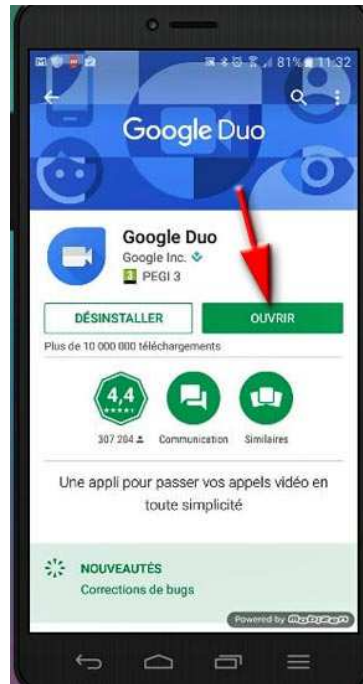 81% 11:32
Google Duo
Google Duo
Google Inc.
3 PEGI 3
DÉSINSTALLER
OUVRIR
Plus de 10 000 000 téléchargements
4,4
307 204
Communication
Similaires
Une appli pour passer vos appels vidéo en
toute simplicité
NOUVEAUTÉS
Corrections de bugs
Powered by Mobizen